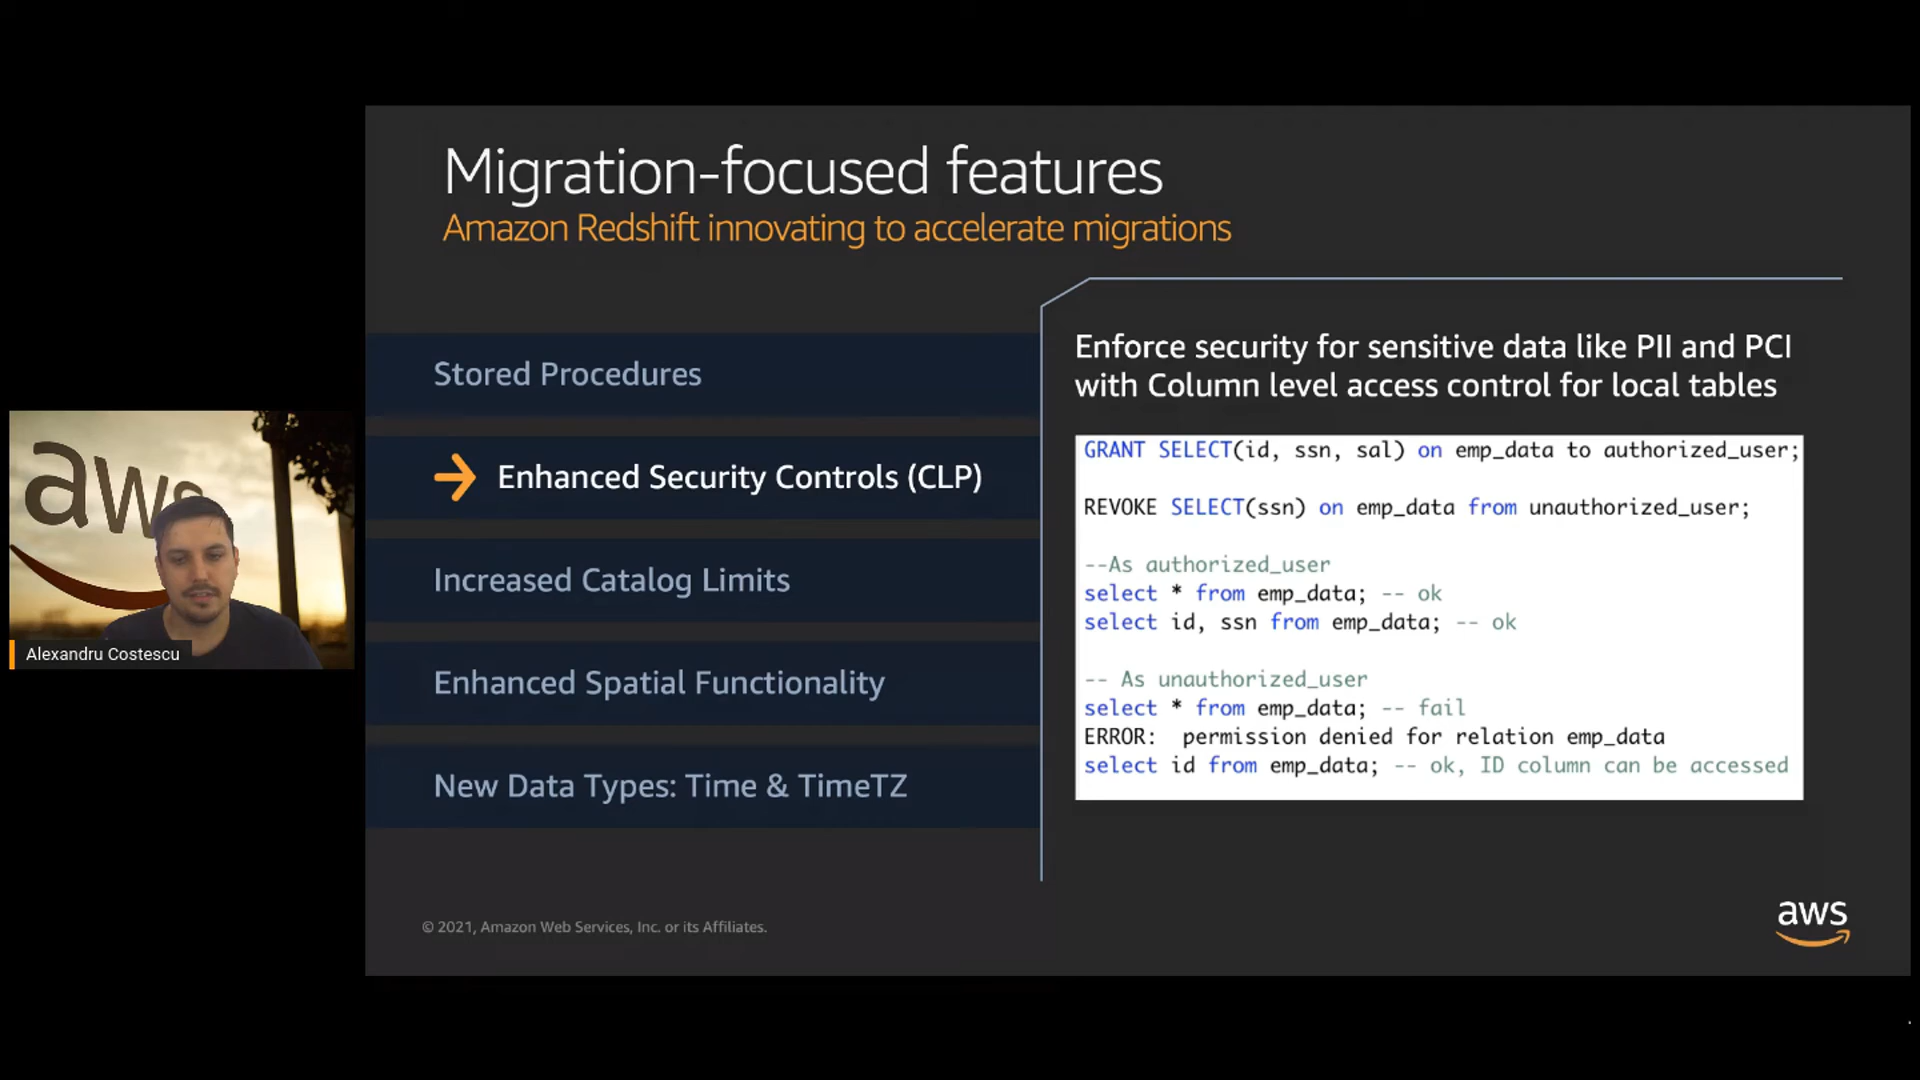 Migration-focused features
Amazon Redshift innovating to accelerate migrations
Stored Procedures
Enhanced Security Controls (CLP)
Increased Catalog Limits
Enhanced Spatial Functionality
New Data Types: Time & TimeTZ
Enforce security for sensitive data like PII and PCI
with Column level access control for local tables
GRANT SELECT(id, ssn, sal) on emp_data to authorized_user;
REVOKE SELECT(ssn) on emp_data from unauthorized_user;
--As authorized_user
select * from emp_data; -- ok
select id, ssn from emp_data; -- ok
-- As unauthorized_user
select * from emp_data; -- fail
ERROR:  permission denied for relation emp_data
select id from emp_data; -- ok, ID column can be accessed
aws
Alexandru Costescu
© 2021, Amazon Web Services, Inc. or its Affiliates.
aws